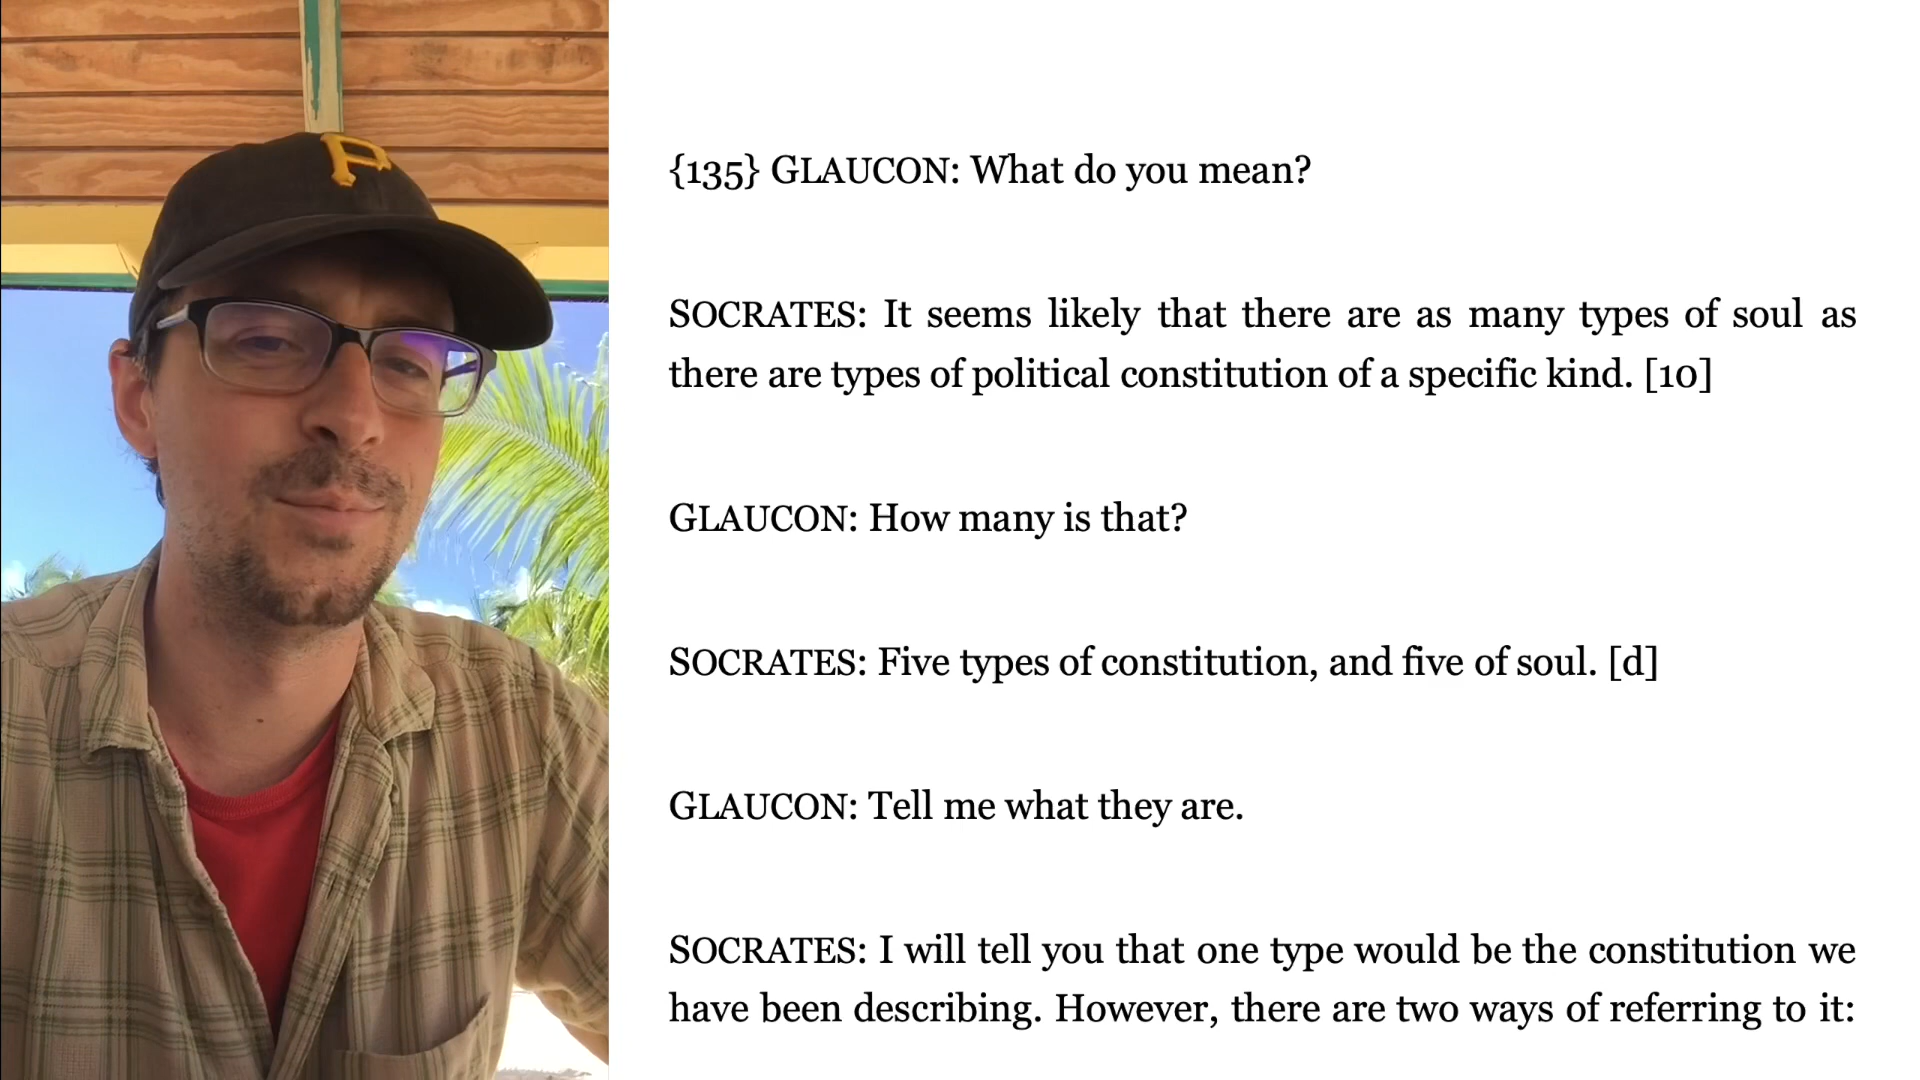 P
{135} GLAUCON: What do you mean?
SOCRATES: It seems likely that there are as many types of soul as
there are types of political constitution of a specific kind. [10]
GLAUCON: How many is that?
SOCRATES: Five types of constitution, and five of soul. [d]
GLAUCON: Tell me what they are.
SOCRATES: I will tell you that one type would be the constitution we
have been describing. However, there are two ways of referring to it: